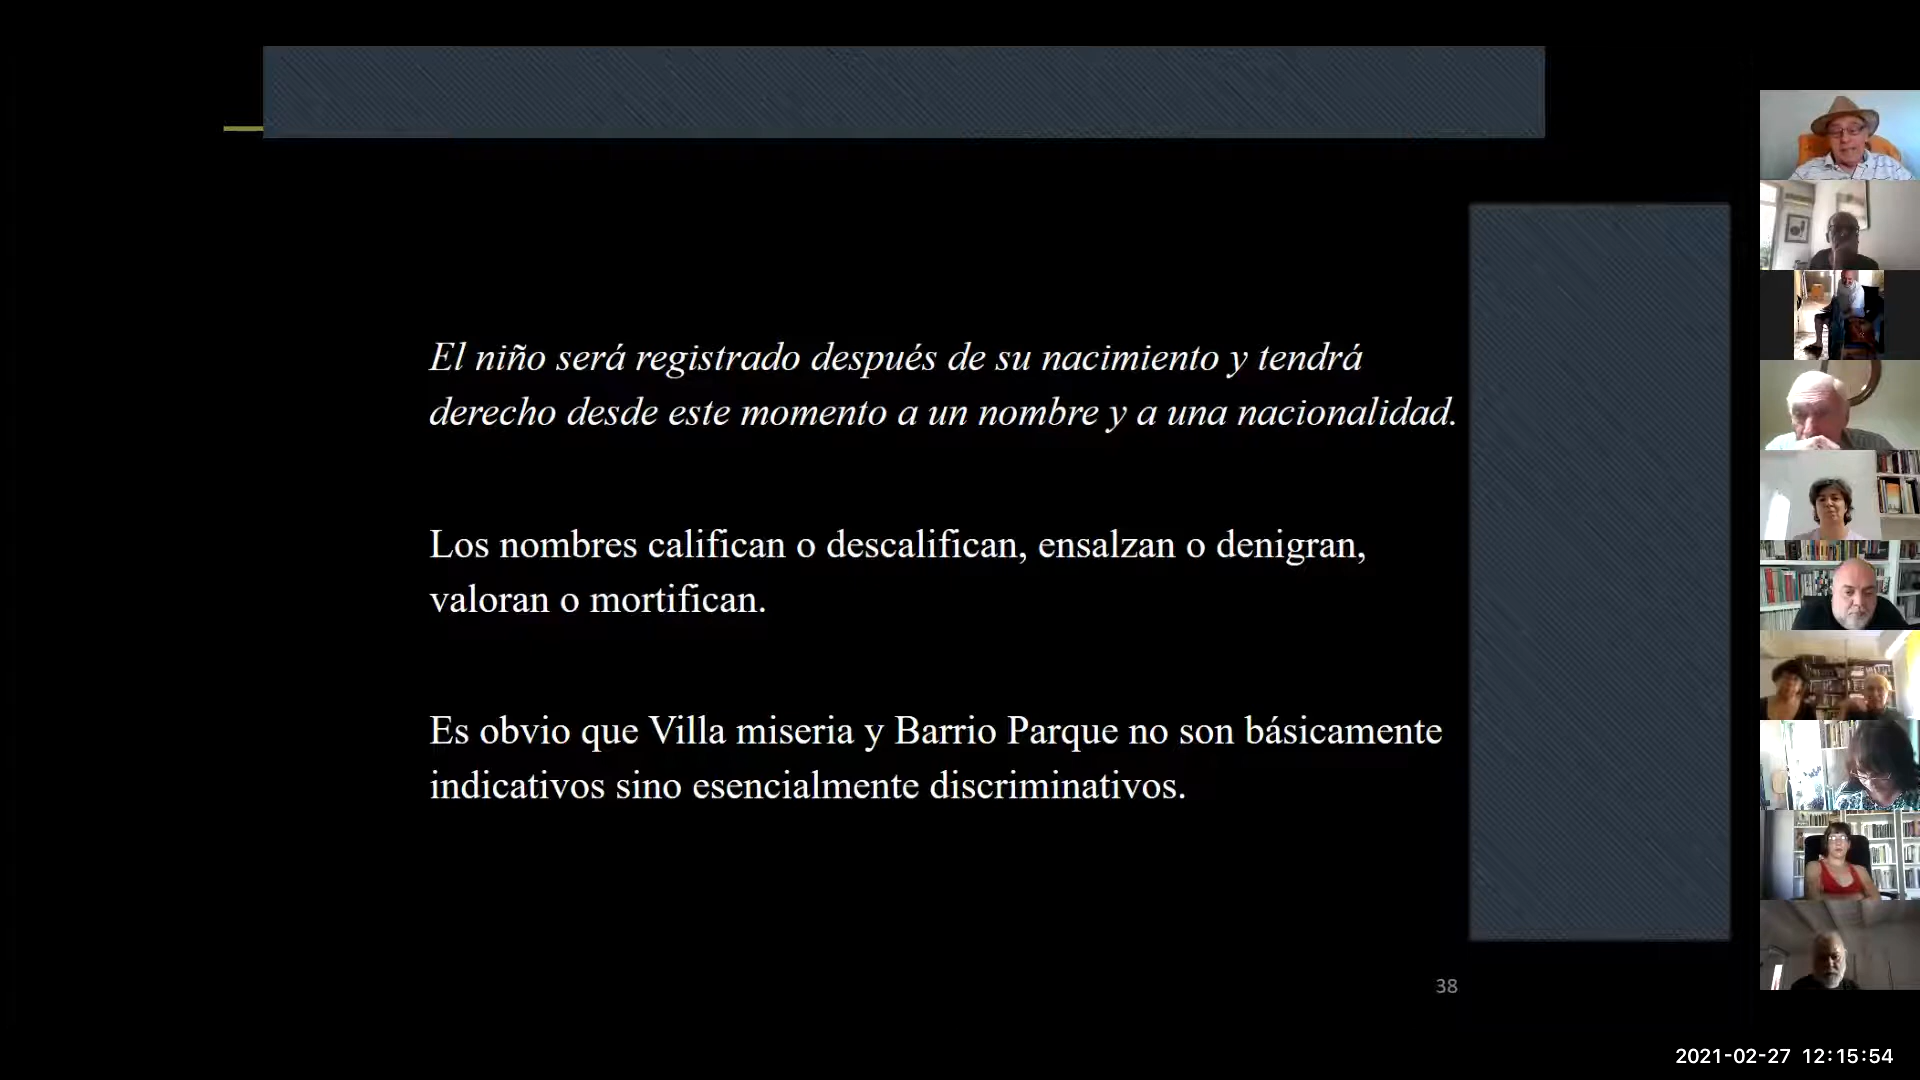 El niño será registrado después de su nacimiento y tendrá
derecho desde este momento a un nombre y a una nacionalidad.
Los nombres califican o descalifican, ensalzan o denigran,
valoran o mortifican.
Es obvio que Villa miseria y Barrio Parque no son básicamente
indicativos sino esencialmente discriminativos.
38
2021-02-27 12:15:54